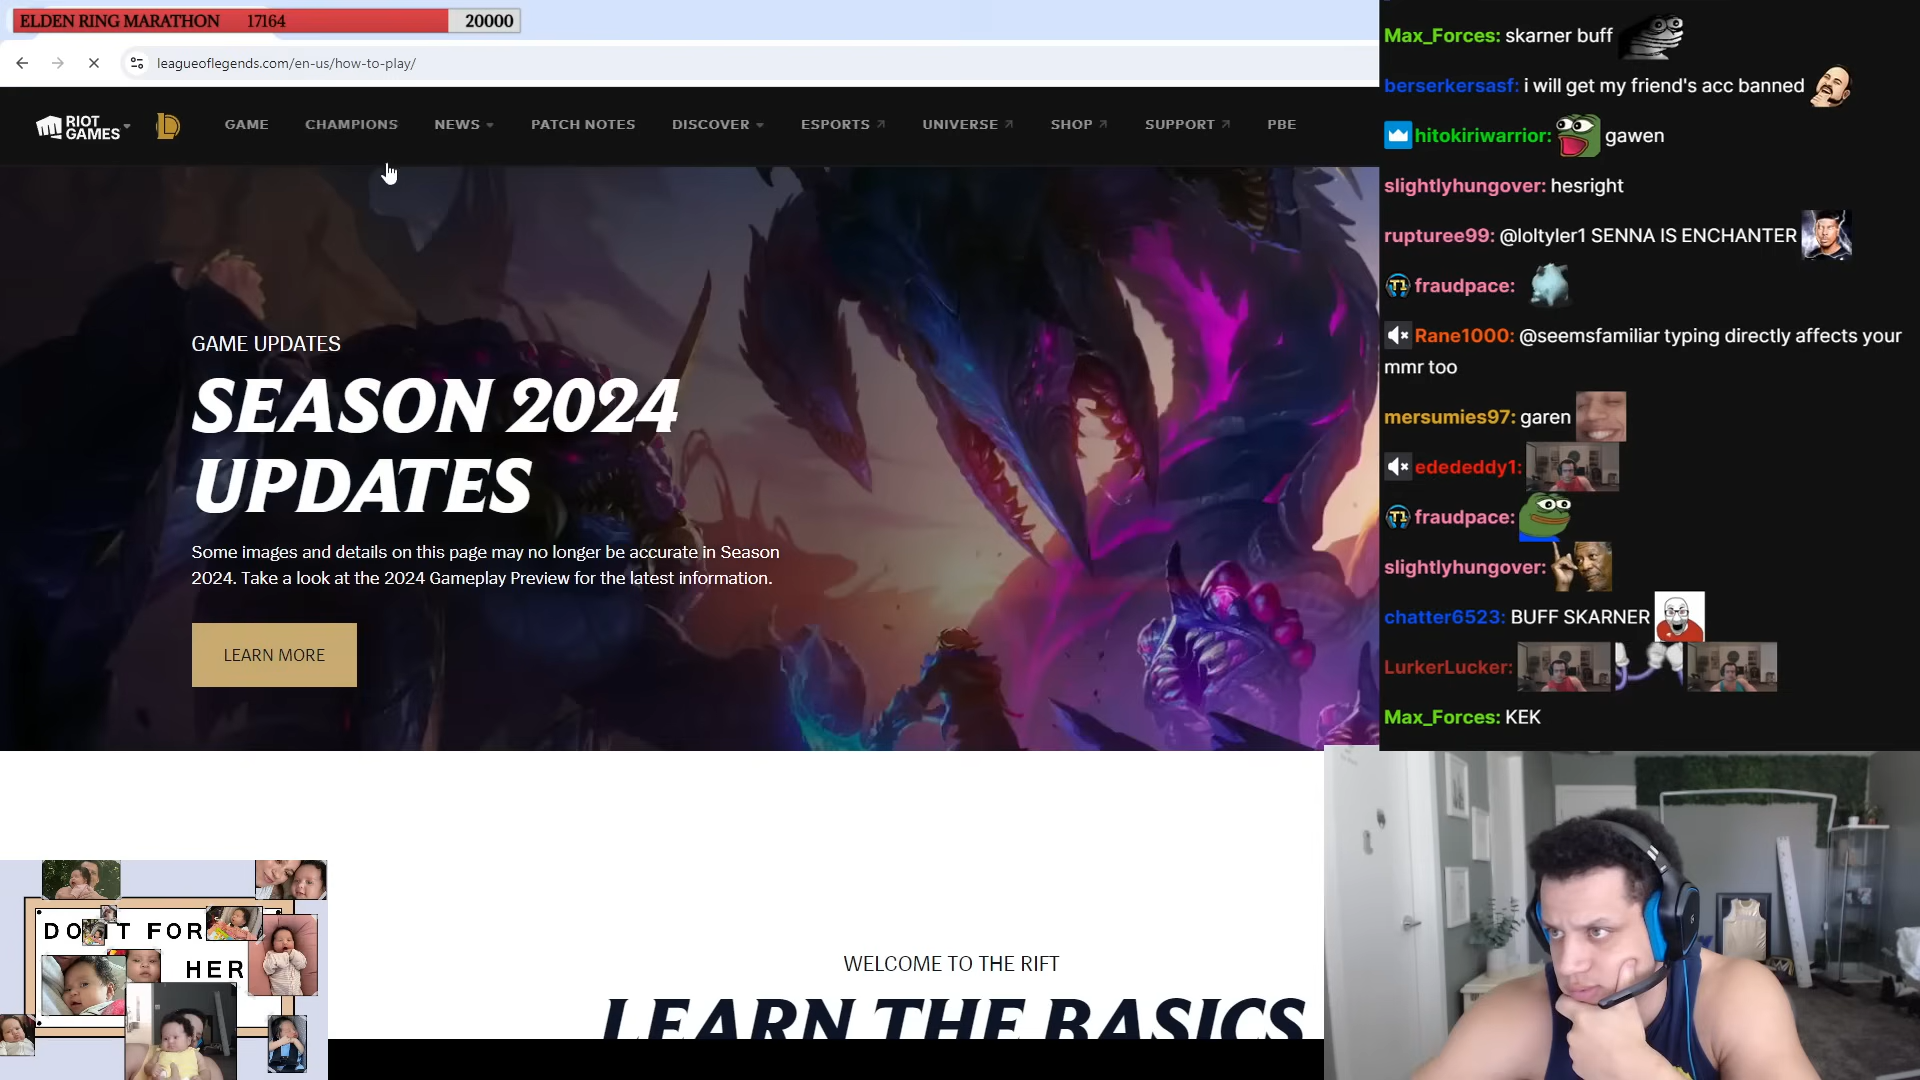 ELDEN RING MARATHON 17164 20000
leagueoflegends.com/en-us/how-to-play/
RIOT GAMES GAME CHAMPIONS NEWS PATCH NOTES DISCOVER ESPORTS UNIVERSE SHOP SUPPORT PBE
GAME UPDATES
SEASON 2024
UPDATES
Some images and details on this page may no longer be accurate in Season
2024. Take a look at the 2024 Gameplay Preview for the latest information.
LEARN MORE
WELCOME TO THE RIFT
LEARN THE BASICS
Max_Forces: skarner buff
berserkersasf: i will get my friend's acc banned
hitokiriwarrior: gawen
slightlyhungover: hesright
rupturee99: @loltyler1 SENNA IS ENCHANTER
T1 fraudpace:
Rane1000: @seemsfamiliar typing directly affects your
mmr too
mersumies97: garen
edededdy1:
T1 fraudpace:
slightlyhungover:
chatter6523: BUFF SKARNER
LurkerLucker:
Max_Forces: KEK
DO IT FOR
HER